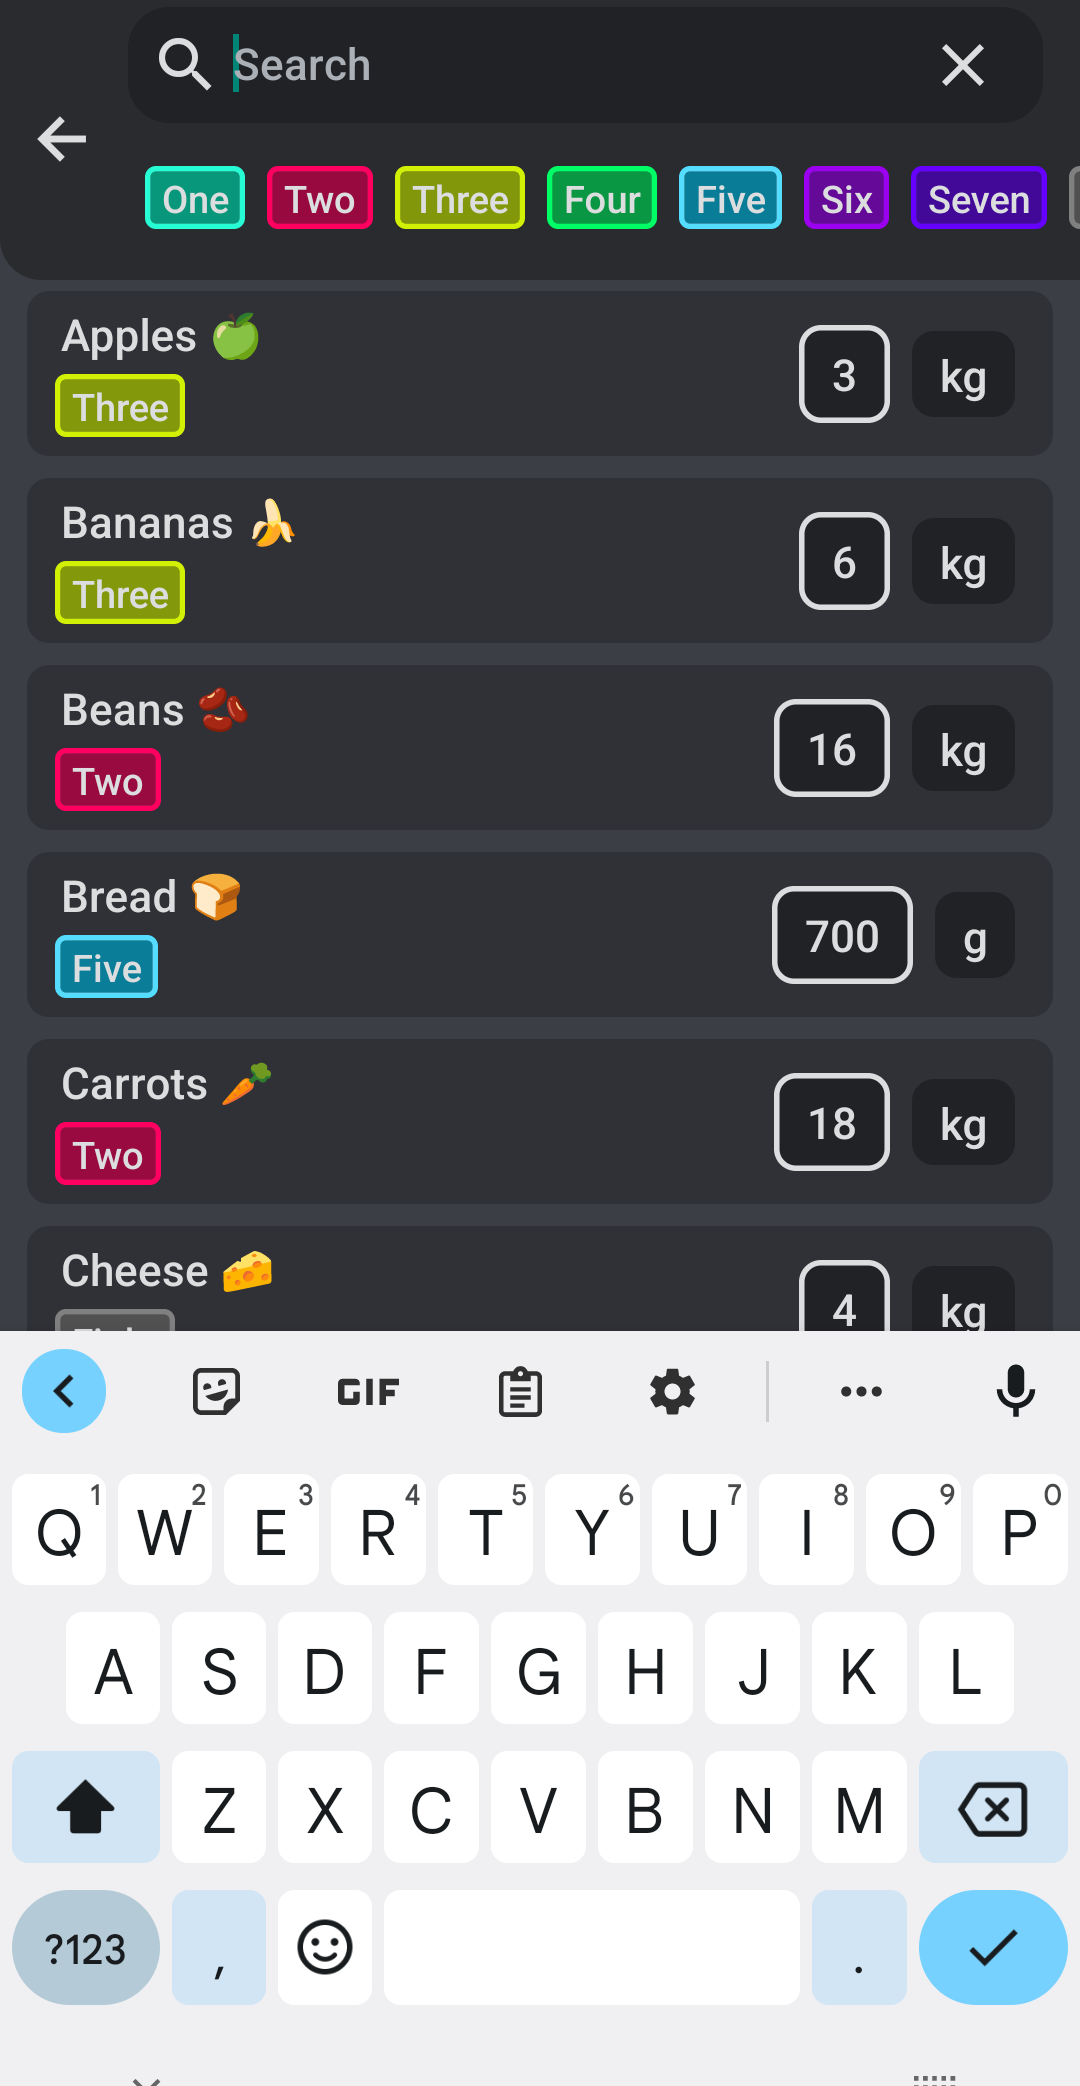 Search
One Two Three Four Five Six Seven
Apples 🍏
3 kg
Three
Bananas 🍌
6 kg
Three
Beans 🫘
16 kg
Two
Bread 🍞
700 g
Five
Carrots 🥕
18 kg
Two
Cheese 🧀
4 kg
GIF
Q 1 W 2 E 3 R 4 T 5 Y 6 U 7 I 8 O 9 P 0
A S D F G H J K L
Z X C V B N M
?123 , .